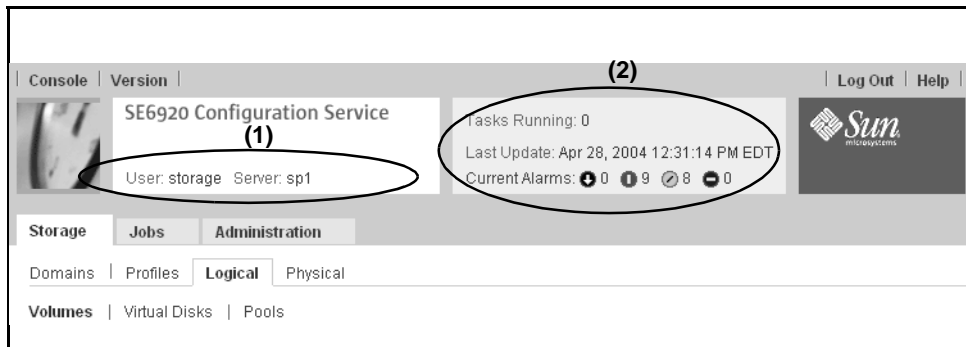 Console | Version |
(2)
| Log Out | Help |
SE6920 Configuration Service
(1)
User: storage Server: sp1
Tasks Running: 0
Last Update: Apr 28, 2004 12:31:14 PM EDT
Current Alarms: 0 9 8 0
Sun
microsystems
Storage Jobs Administration
Domains | Profiles Logical Physical
Volumes | Virtual Disks | Pools